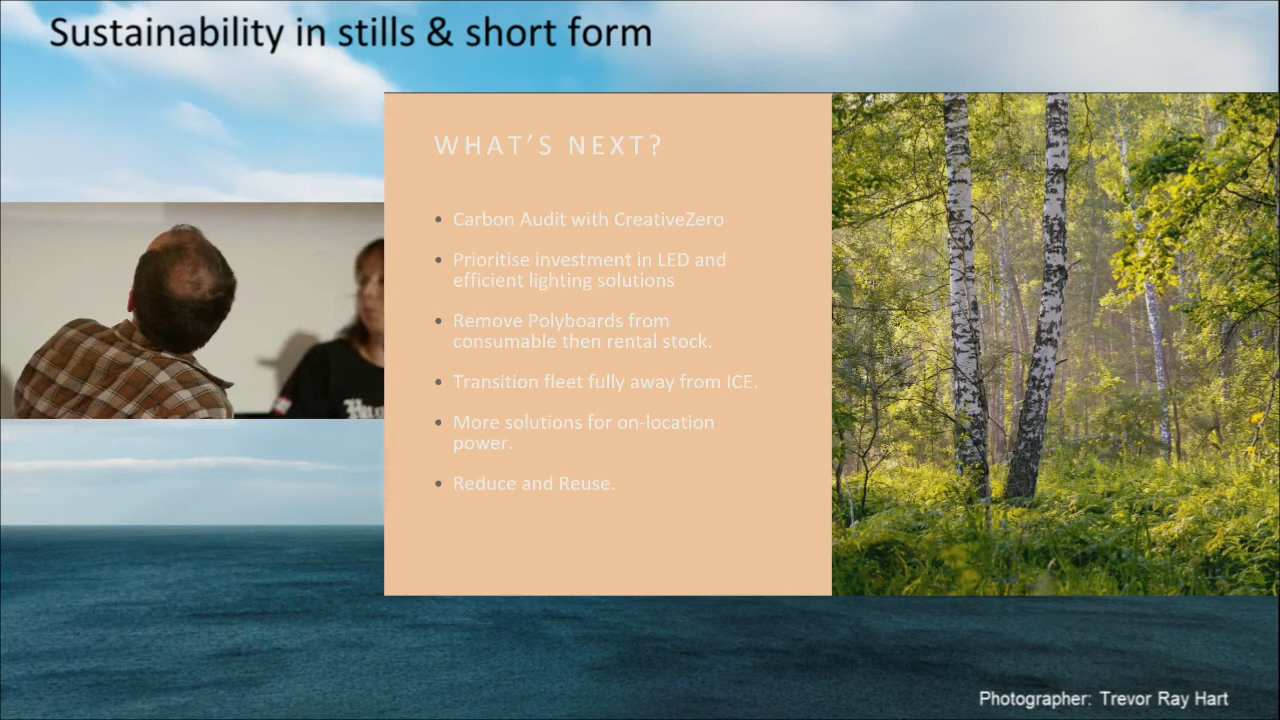 Sustainability in stills & short form
WHAT'S NEXT?
• Carbon Audit with CreativeZero
• Prioritise investment in LED and
efficient lighting solutions
• Remove Polyboards from
consumable then rental stock.
• Transition fleet fully away from ICE.
• More solutions for on-location
power.
• Reduce and Reuse.
Photographer: Trevor Ray Hart